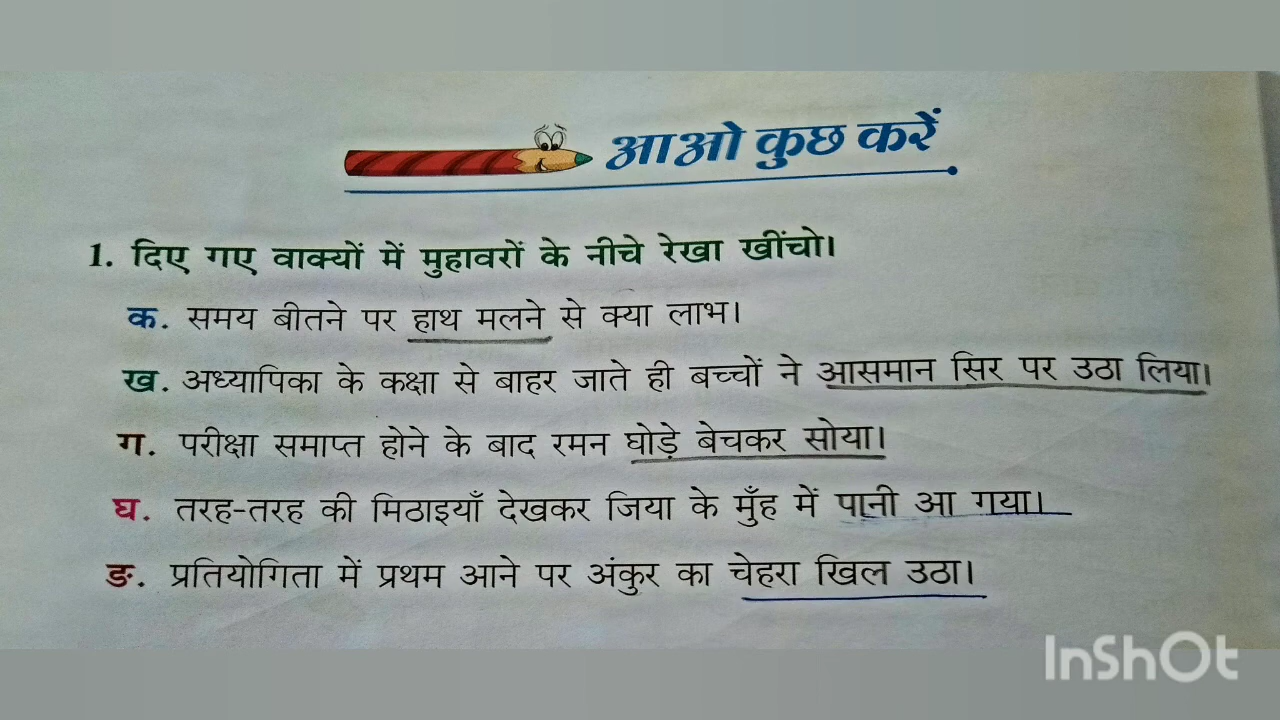 आओ कुछ करें
1. दिए गए वाक्यों में मुहावरों के नीचे रेखा खींचो।
क. समय बीतने पर हाथ मलने से क्या लाभ।
ख. अध्यापिका के कक्षा से बाहर जाते ही बच्चों ने आसमान सिर पर उठा लिया।
ग. परीक्षा समाप्त होने के बाद रमन घोड़े बेचकर सोया।
घ. तरह-तरह की मिठाइयाँ देखकर जिया के मुँह में पानी आ गया।
ङ. प्रतियोगिता में प्रथम आने पर अंकुर का चेहरा खिल उठा।
InShOt